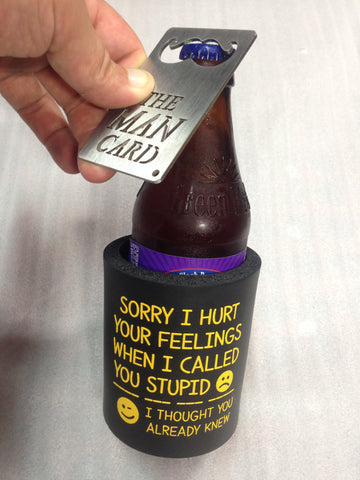 THE
MAN
CARD
SORRY I HURT
YOUR FEELINGS
WHEN I CALLED
YOU STUPID
I THOUGHT YOU
ALREADY KNEW